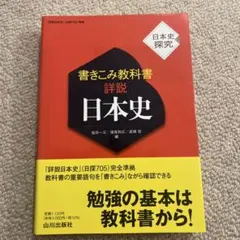 日本史
探究
書きこみ教科書
詳説
日本史
編
『詳説日本史』(日探705)完全準拠
教科書の重要語句を「書きこみ」ながら確認できる
勉強の基本は
教科書から!
山川出版社